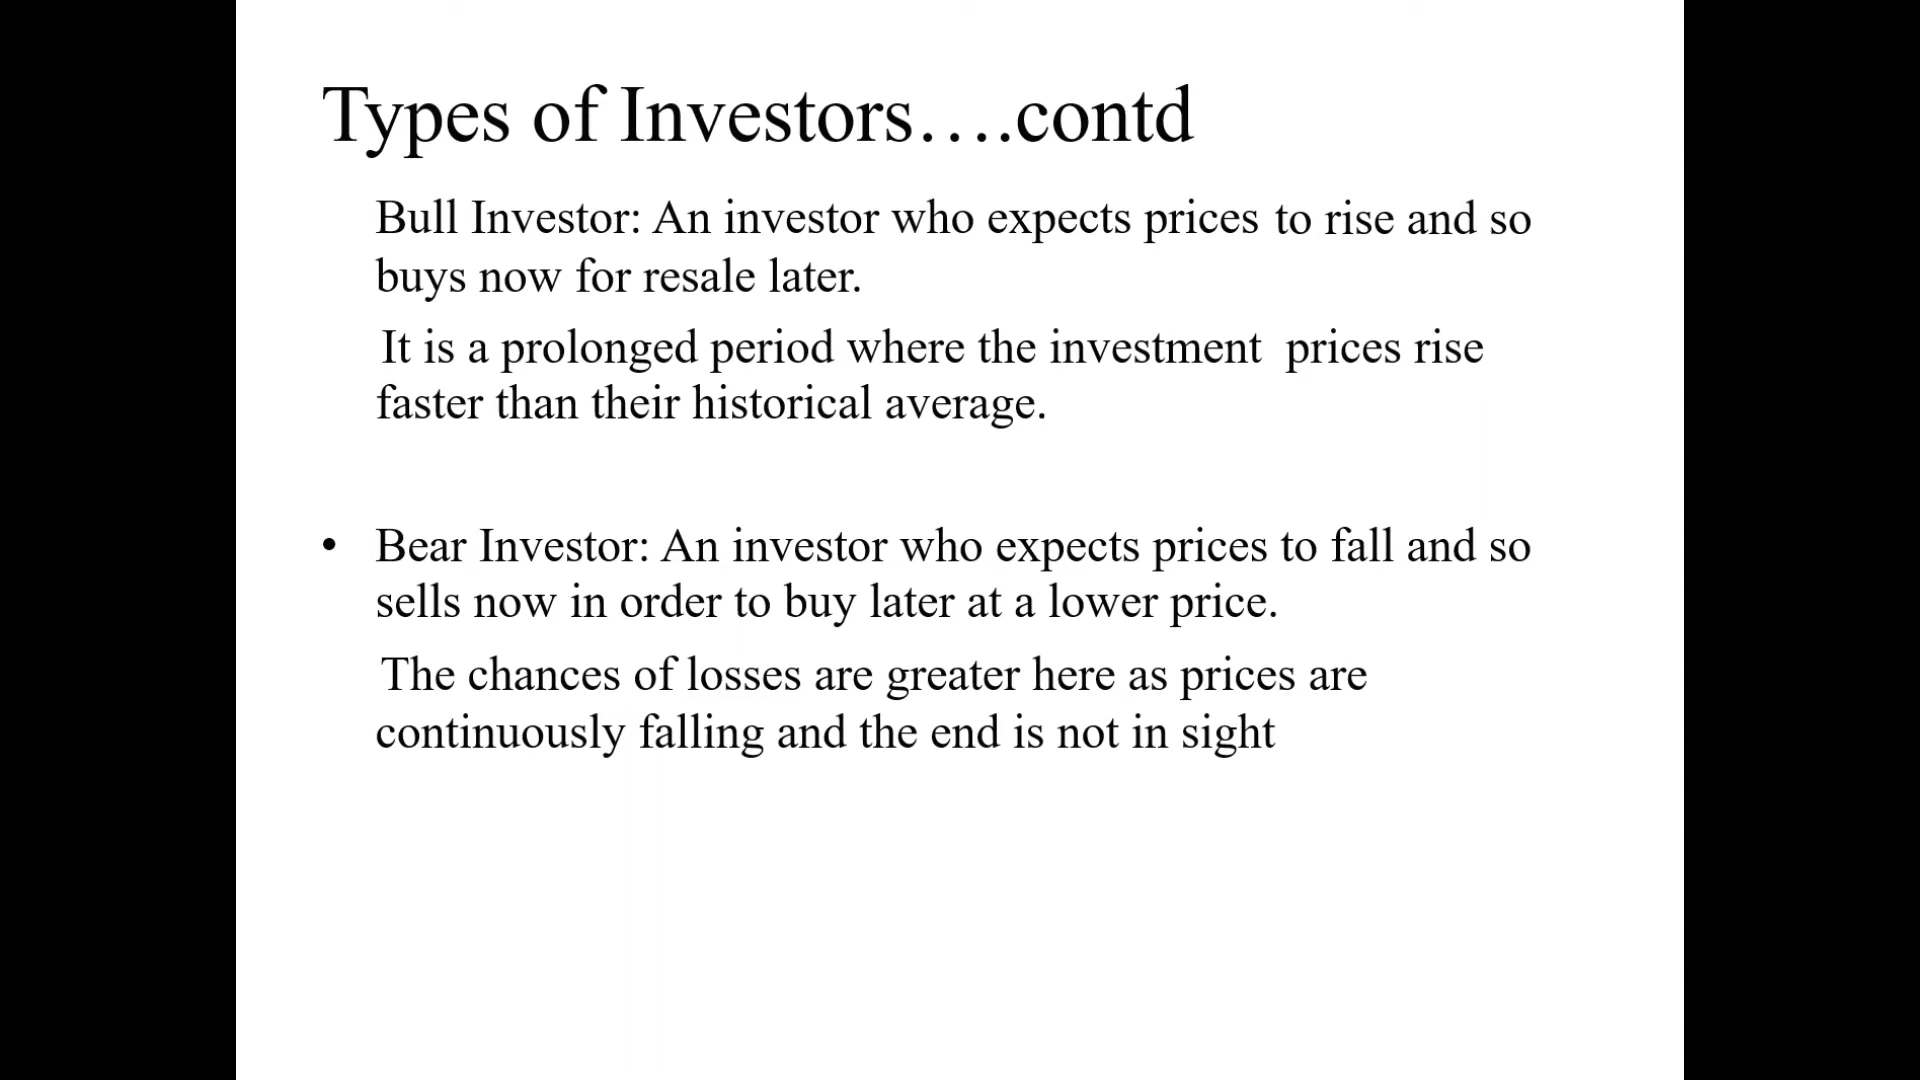 Types of Investors….contd
Bull Investor: An investor who expects prices to rise and so
buys now for resale later.
It is a prolonged period where the investment  prices rise
faster than their historical average.
• Bear Investor: An investor who expects prices to fall and so
sells now in order to buy later at a lower price.
The chances of losses are greater here as prices are
continuously falling and the end is not in sight